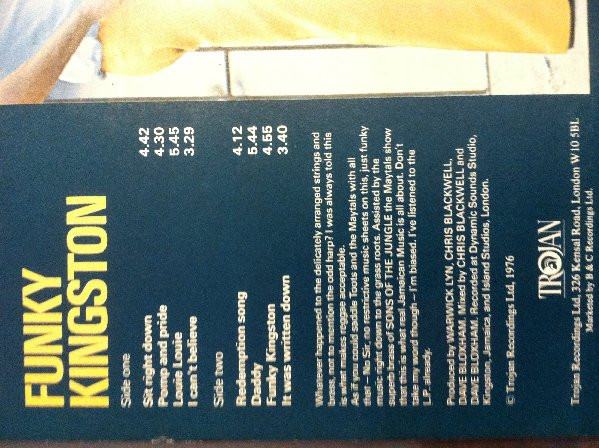 FUNKY
KINGSTON
Side one
Sit right down 4.42
Pomp and pride 4.30
Louie Louie 5.45
I can't believe 3.29
Side two
Redemption song 4.12
Daddy 5.44
Funky Kingston 4.55
It was written down 3.40
Whatever happened to the delicately arranged strings and
brass, not to mention the odd harp? I was always told this
is what makes reggae acceptable.
As if you could saddle Toots and the Maytals with all
that – No Sir, no restrictive music sheets on this, just funky
music right down to the grass roots. Assisted by the
sparse brass of SONS OF THE JUNGLE the Maytals show
that this is what real Jamaican Music is all about. Don't
take my word though – I'm biased. I've listened to the
L.P. already.
Produced by WARWICK LYN, CHRIS BLACKWELL,
DAVE BLOXHAM. Mixed by CHRIS BLACKWELL and
DAVE BLOXHAM. Recorded at Dynamic Sounds Studio,
Kingston, Jamaica, and Island Studios, London.
© Trojan Recordings Ltd, 1976
TROJAN
Trojan Recordings Ltd, 326 Kensal Road, London W10 5BL
Marketed by B & C Recordings Ltd.